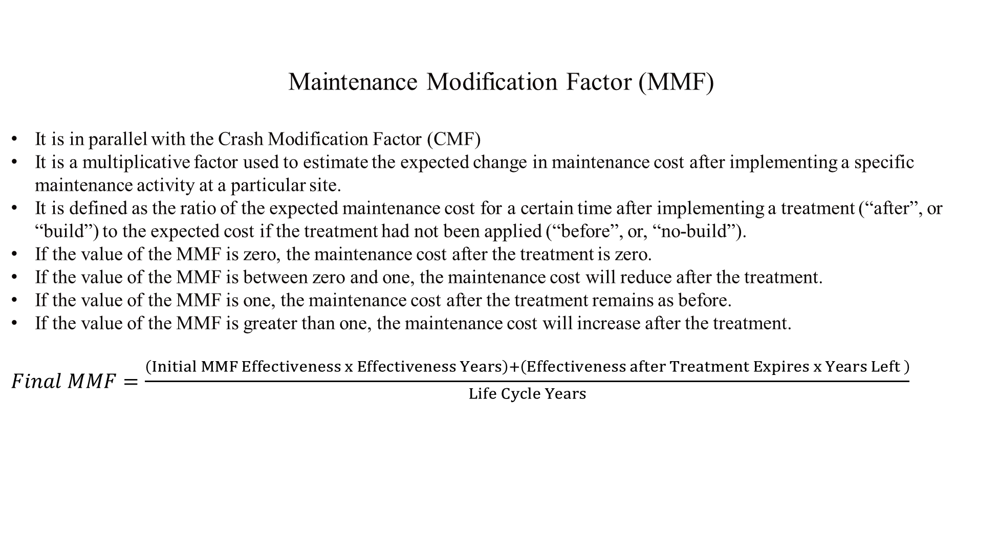 Maintenance Modification Factor (MMF)
• It is in parallel with the Crash Modification Factor (CMF)
• It is a multiplicative factor used to estimate the expected change in maintenance cost after implementing a specific
maintenance activity at a particular site.
• It is defined as the ratio of the expected maintenance cost for a certain time after implementing a treatment (“after”, or
“build”) to the expected cost if the treatment had not been applied (“before”, or, “no-build”).
• If the value of the MMF is zero, the maintenance cost after the treatment is zero.
• If the value of the MMF is between zero and one, the maintenance cost will reduce after the treatment.
• If the value of the MMF is one, the maintenance cost after the treatment remains as before.
• If the value of the MMF is greater than one, the maintenance cost will increase after the treatment.
(Initial MMF Effectiveness x Effectiveness Years)+(Effectiveness after Treatment Expires x Years Left )
Final MMF =
Life Cycle Years